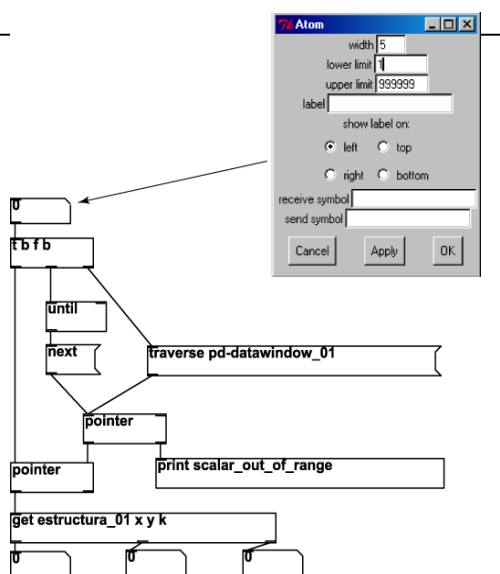 Atom
width 5
lower limit 1
upper limit 999999
label
show label on:
left top
right bottom
receive symbol
send symbol
Cancel Apply OK
0
t b f b
until
next
traverse pd-datawindow_01
pointer
pointer
print scalar_out_of_range
get estructura_01 x y k
0 0 0